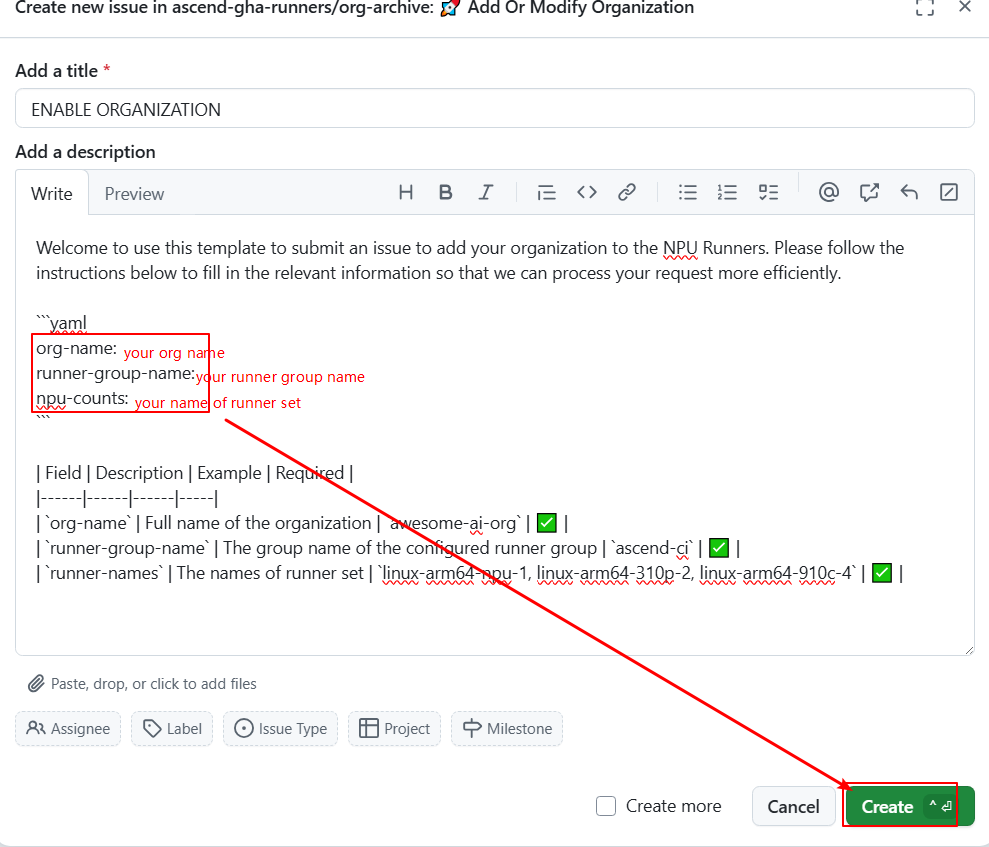 Create new issue in ascend-gha-runners/org-archive: 🚀 Add Or Modify Organization
Add a title *
ENABLE ORGANIZATION
Add a description
Write Preview
Welcome to use this template to submit an issue to add your organization to the NPU Runners. Please follow the
instructions below to fill in the relevant information so that we can process your request more efficiently.
```yaml
org-name: your org name
runner-group-name: your runner group name
npu-counts: your name of runner set
```
| Field | Description | Example | Required |
|------|------|------|-----|
| `org-name` | Full name of the organization | `awesome-ai-org` | ✅ |
| `runner-group-name` | The group name of the configured runner group | `ascend-ci` | ✅ |
| `runner-names` | The names of runner set | `linux-arm64-npu-1, linux-arm64-310p-2, linux-arm64-910c-4` | ✅ |
Paste, drop, or click to add files
Assignee Label Issue Type Project Milestone
Create more Cancel Create ^ ⏎